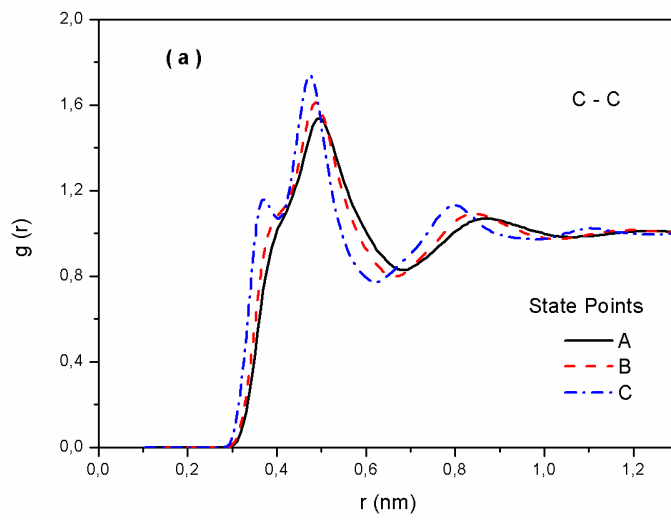 2,0
( a )
1,6
C - C
1,2
g (r)
0,8
State Points
A
0,4
B
C
0,0
0,0 0,2 0,4 0,6 0,8 1,0 1,2
r (nm)